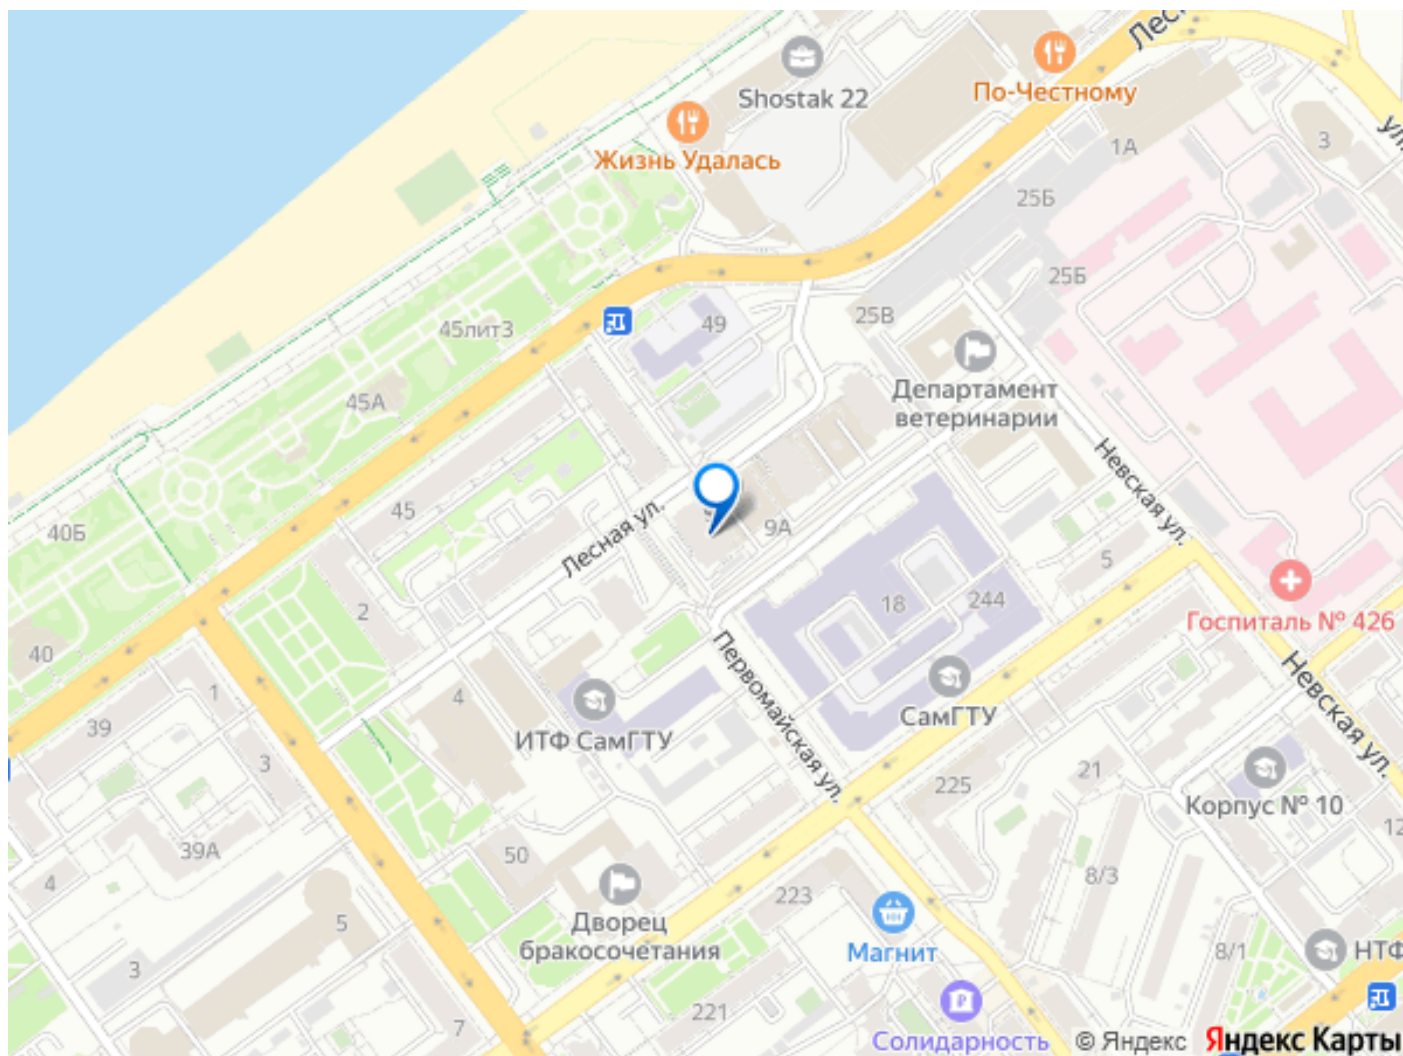 Shostak 22
По-Честному
Жизнь Удалась
1А
3
25Б
25Б
45лит3
49
25В
Департамент
ветеринарии
45А
40Б
45
Лесная ул.
Невская ул.
9А
5
2
18
244
Госпиталь № 426
40
1
4
Первомайская ул.
СамГТУ
Невская ул.
39
3
ИТФ СамГТУ
225
21
Корпус № 10
39А
50
4
8/3
5
Дворец
бракосочетания
223
Магнит
8/1
НТФ
3
7
221
Солидарность
© Яндекс
Яндекс Карты